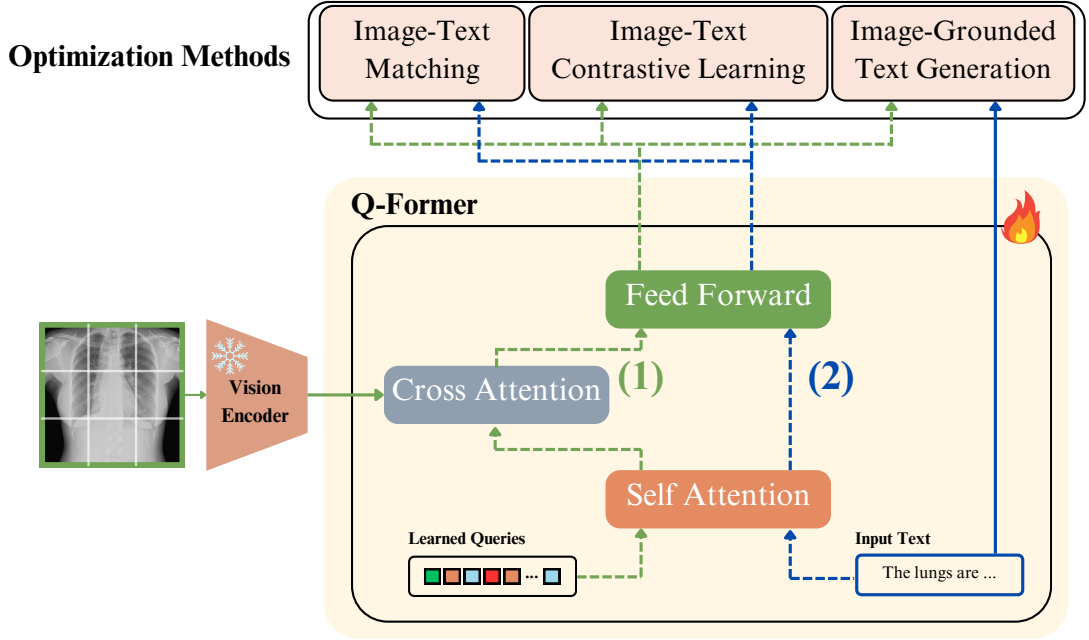 Optimization Methods
Image-Text
Matching
Image-Text
Contrastive Learning
Image-Grounded
Text Generation
Q-Former
Feed Forward
(1)
(2)
Vision
Encoder
Cross Attention
Self Attention
Learned Queries
...
Input Text
The lungs are ...